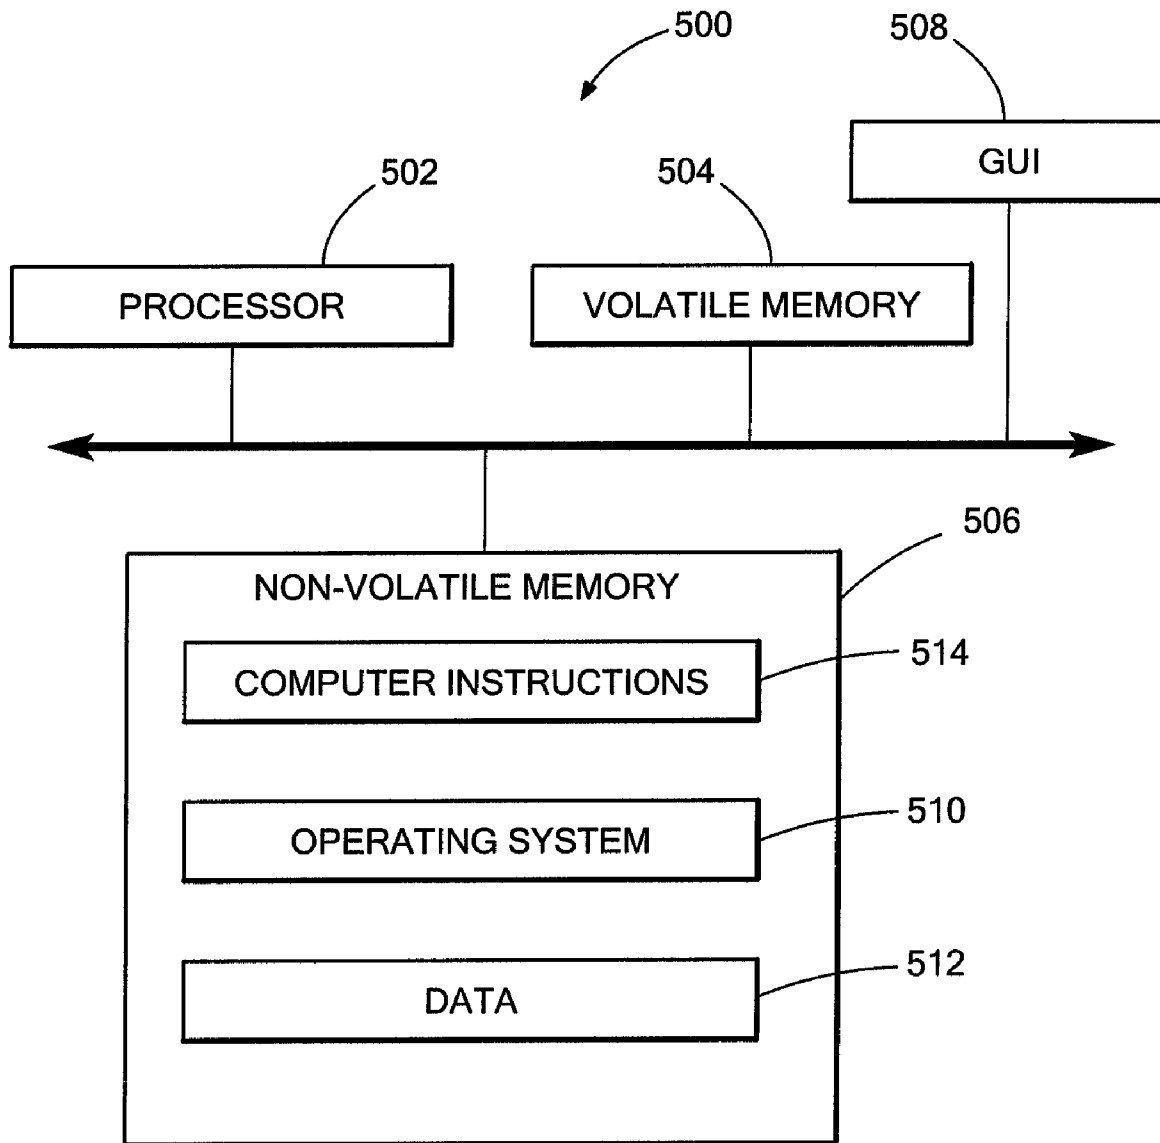 500
508
GUI
502
504
PROCESSOR
VOLATILE MEMORY
506
NON-VOLATILE MEMORY
514
COMPUTER INSTRUCTIONS
510
OPERATING SYSTEM
512
DATA